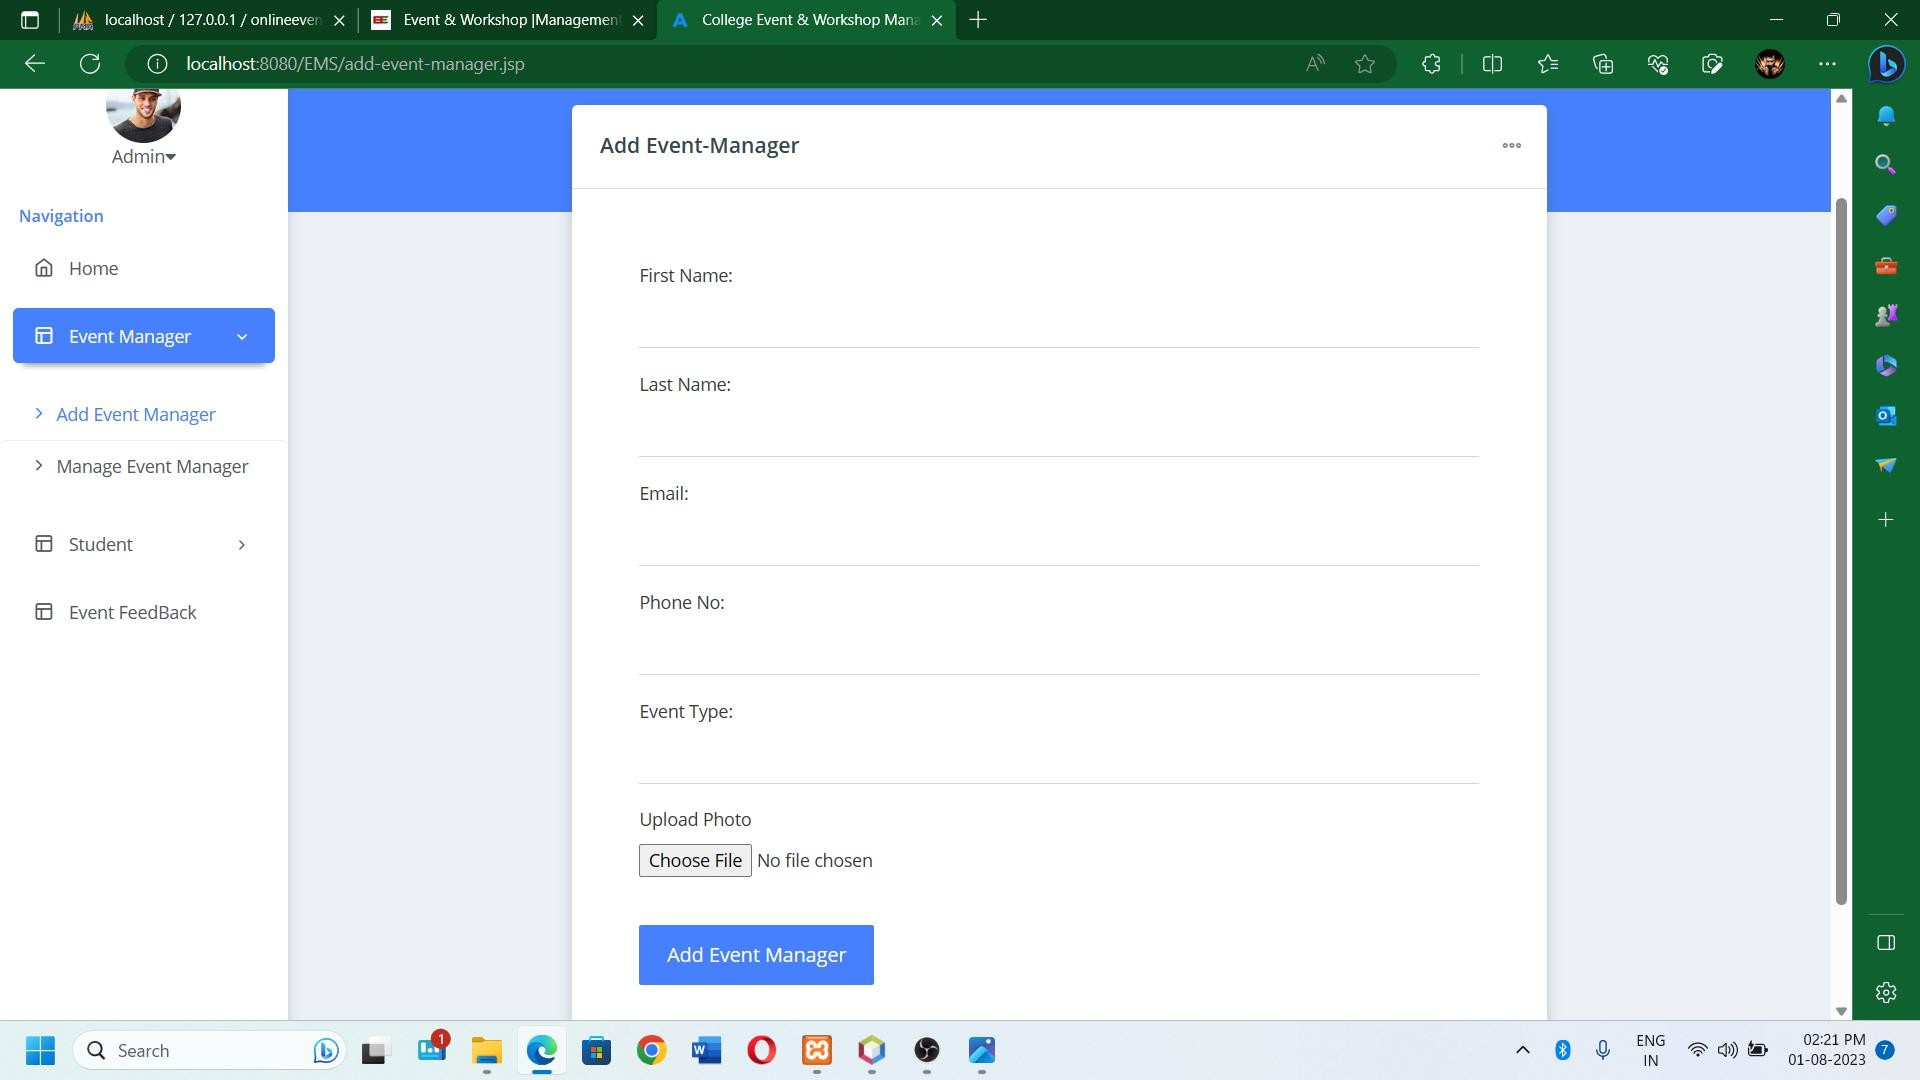 localhost / 127.0.0.1 / onlineeven
Event & Workshop |Management
College Event & Workshop Mana
localhost:8080/EMS/add-event-manager.jsp
Admin
Navigation
Home
Event Manager
Add Event Manager
Manage Event Manager
Student
Event FeedBack
Add Event-Manager
First Name:
Last Name:
Email:
Phone No:
Event Type:
Upload Photo
Choose File No file chosen
Add Event Manager
Search
1
ENG
IN
02:21 PM
01-08-2023
7